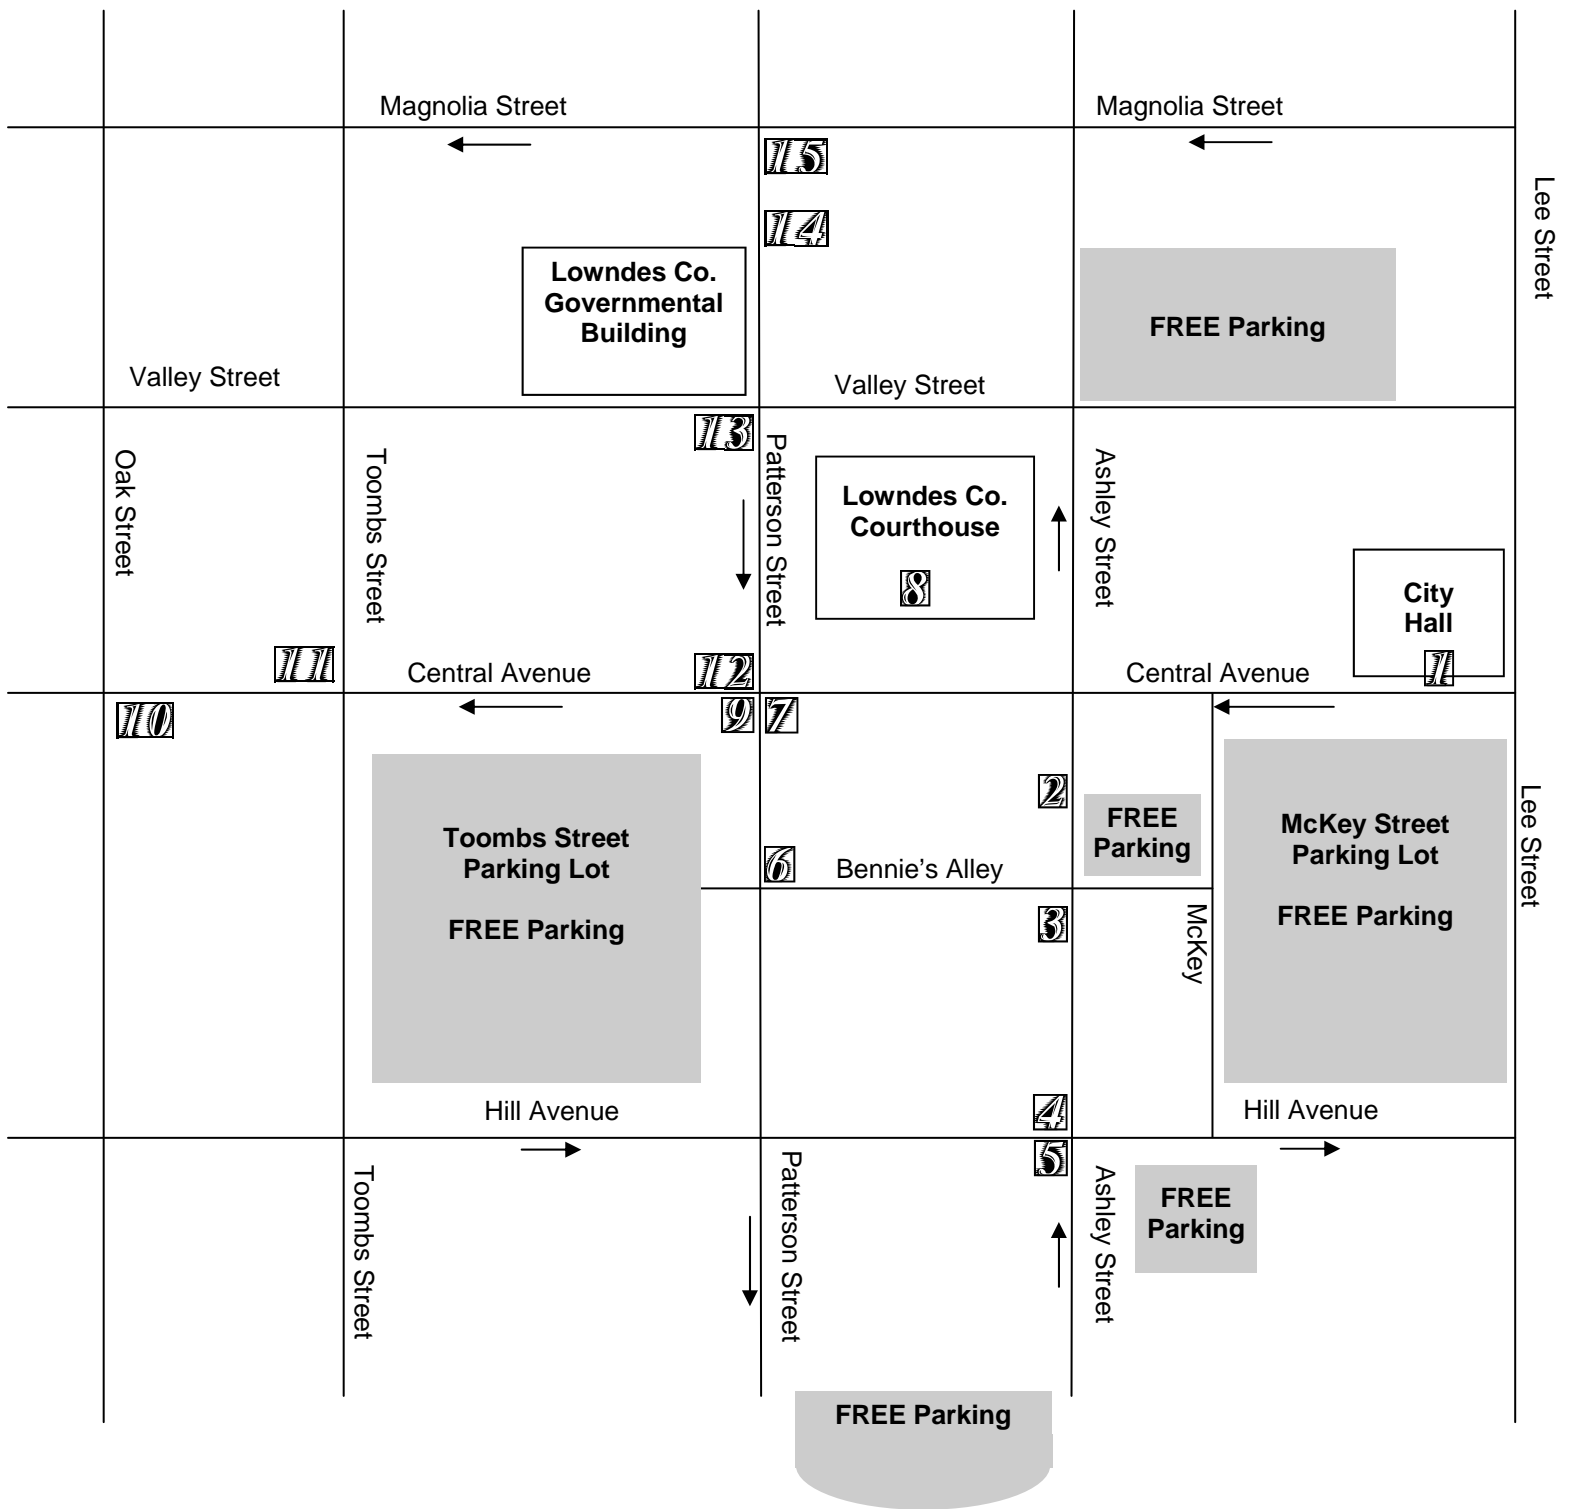 Magnolia Street
Magnolia Street
15
Lee Street
14
Lowndes Co.
Governmental
Building
FREE Parking
Valley Street
Valley Street
13
Oak Street
Toombs Street
Patterson Street
Lowndes Co.
Courthouse
8
Ashley Street
City
Hall
1
11
Central Avenue
12
Central Avenue
10
9
7
2
Toombs Street
Parking Lot
FREE Parking
6
Bennie's Alley
FREE
Parking
McKey Street
Parking Lot
FREE Parking
Lee Street
3
McKey
4
Hill Avenue
Hill Avenue
5
Toombs Street
Patterson Street
Ashley Street
FREE
Parking
FREE Parking